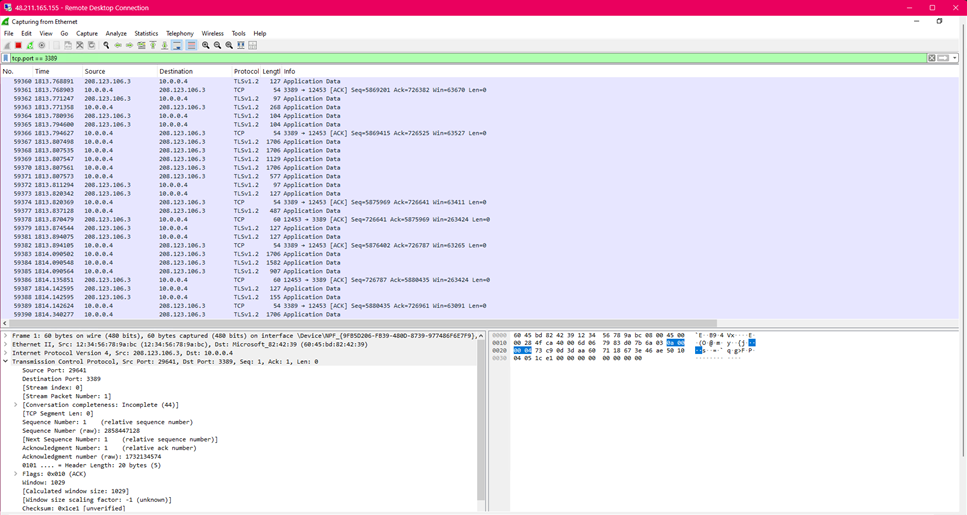 48.211.165.155 - Remote Desktop Connection
Capturing from Ethernet
File Edit View Go Capture Analyze Statistics Telephony Wireless Tools Help
tcp.port == 3389
No. Time Source Destination Protocol Lengtl Info
59360 1813.768891 208.123.106.3 10.0.0.4 TLSv1.2 127 Application Data
59361 1813.768903 10.0.0.4 208.123.106.3 TCP 54 3389 → 12453 [ACK] Seq=5869201 Ack=726382 Win=63670 Len=0
59362 1813.771247 208.123.106.3 10.0.0.4 TLSv1.2 97 Application Data
59363 1813.771358 10.0.0.4 208.123.106.3 TLSv1.2 268 Application Data
59364 1813.780936 208.123.106.3 10.0.0.4 TLSv1.2 104 Application Data
59365 1813.794600 208.123.106.3 10.0.0.4 TLSv1.2 104 Application Data
59366 1813.794627 10.0.0.4 208.123.106.3 TCP 54 3389 → 12453 [ACK] Seq=5869415 Ack=726525 Win=63527 Len=0
59367 1813.807498 10.0.0.4 208.123.106.3 TLSv1.2 1706 Application Data
59368 1813.807535 10.0.0.4 208.123.106.3 TLSv1.2 1706 Application Data
59369 1813.807547 10.0.0.4 208.123.106.3 TLSv1.2 1129 Application Data
59370 1813.807561 10.0.0.4 208.123.106.3 TLSv1.2 1706 Application Data
59371 1813.807573 10.0.0.4 208.123.106.3 TLSv1.2 577 Application Data
59372 1813.811294 208.123.106.3 10.0.0.4 TLSv1.2 97 Application Data
59373 1813.820342 208.123.106.3 10.0.0.4 TLSv1.2 127 Application Data
59374 1813.820369 10.0.0.4 208.123.106.3 TCP 54 3389 → 12453 [ACK] Seq=5875969 Ack=726641 Win=63411 Len=0
59377 1813.837128 10.0.0.4 208.123.106.3 TLSv1.2 487 Application Data
59378 1813.870479 208.123.106.3 10.0.0.4 TCP 60 12453 → 3389 [ACK] Seq=726641 Ack=5875969 Win=263424 Len=0
59379 1813.874544 208.123.106.3 10.0.0.4 TLSv1.2 127 Application Data
59381 1813.894075 208.123.106.3 10.0.0.4 TLSv1.2 127 Application Data
59382 1813.894105 10.0.0.4 208.123.106.3 TCP 54 3389 → 12453 [ACK] Seq=5876402 Ack=726787 Win=63265 Len=0
59383 1814.090502 10.0.0.4 208.123.106.3 TLSv1.2 1706 Application Data
59384 1814.090548 10.0.0.4 208.123.106.3 TLSv1.2 1582 Application Data
59385 1814.090564 10.0.0.4 208.123.106.3 TLSv1.2 907 Application Data
59386 1814.135851 208.123.106.3 10.0.0.4 TCP 60 12453 → 3389 [ACK] Seq=726787 Ack=5880435 Win=263424 Len=0
59387 1814.142595 208.123.106.3 10.0.0.4 TLSv1.2 127 Application Data
59388 1814.142595 208.123.106.3 10.0.0.4 TLSv1.2 155 Application Data
59389 1814.142624 10.0.0.4 208.123.106.3 TCP 54 3389 → 12453 [ACK] Seq=5880435 Ack=726961 Win=63091 Len=0
59390 1814.340277 10.0.0.4 208.123.106.3 TLSv1.2 1706 Application Data
Frame 1: 60 bytes on wire (480 bits), 60 bytes captured (480 bits) on interface \Device\NPF_{9F85D206-FB39-480D-8739-977486F6E7F9},
Ethernet II, Src: 12:34:56:78:9a:bc (12:34:56:78:9a:bc), Dst: Microsoft_82:42:39 (60:45:bd:82:42:39)
Internet Protocol Version 4, Src: 208.123.106.3, Dst: 10.0.0.4
Transmission Control Protocol, Src Port: 29641, Dst Port: 3389, Seq: 1, Ack: 1, Len: 0
Source Port: 29641
Destination Port: 3389
[Stream index: 0]
[Stream Packet Number: 1]
[Conversation completeness: Incomplete (44)]
[TCP Segment Len: 0]
Sequence Number: 1 (relative sequence number)
Sequence Number (raw): 2858447128
[Next Sequence Number: 1 (relative sequence number)]
Acknowledgment Number: 1 (relative ack number)
Acknowledgment number (raw): 1732134574
0101 .... = Header Length: 20 bytes (5)
Flags: 0x010 (ACK)
Window: 1029
[Calculated window size: 1029]
[Window size scaling factor: -1 (unknown)]
Checksum: 0x1ce1 [unverified]
0000 60 45 bd 82 42 39 12 34 56 78 9a bc 08 00 45 00 `E··B9·4 Vx····E·
0010 00 28 4f ca 40 00 6d 06 79 83 d0 7b 6a 03 0a 00 ·(O·@·m· y··{j···
0020 00 04 73 c9 0d 3d aa 60 71 18 67 3e 46 ae 50 10 ··s··=·` q·g>F·P·
0030 04 05 1c e1 00 00 00 00 00 00 00 00 ········ ····